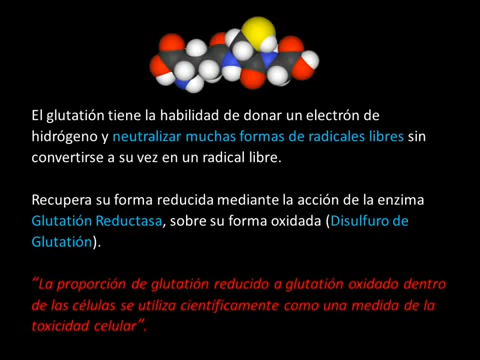 El glutatión tiene la habilidad de donar un electrón de
hidrógeno y neutralizar muchas formas de radicales libres sin
convertirse a su vez en un radical libre.
Recupera su forma reducida mediante la acción de la enzima
Glutatión Reductasa, sobre su forma oxidada (Disulfuro de
Glutatión).
“La proporción de glutatión reducido a glutatión oxidado dentro
de las células se utiliza científicamente como una medida de la
toxicidad celular”.